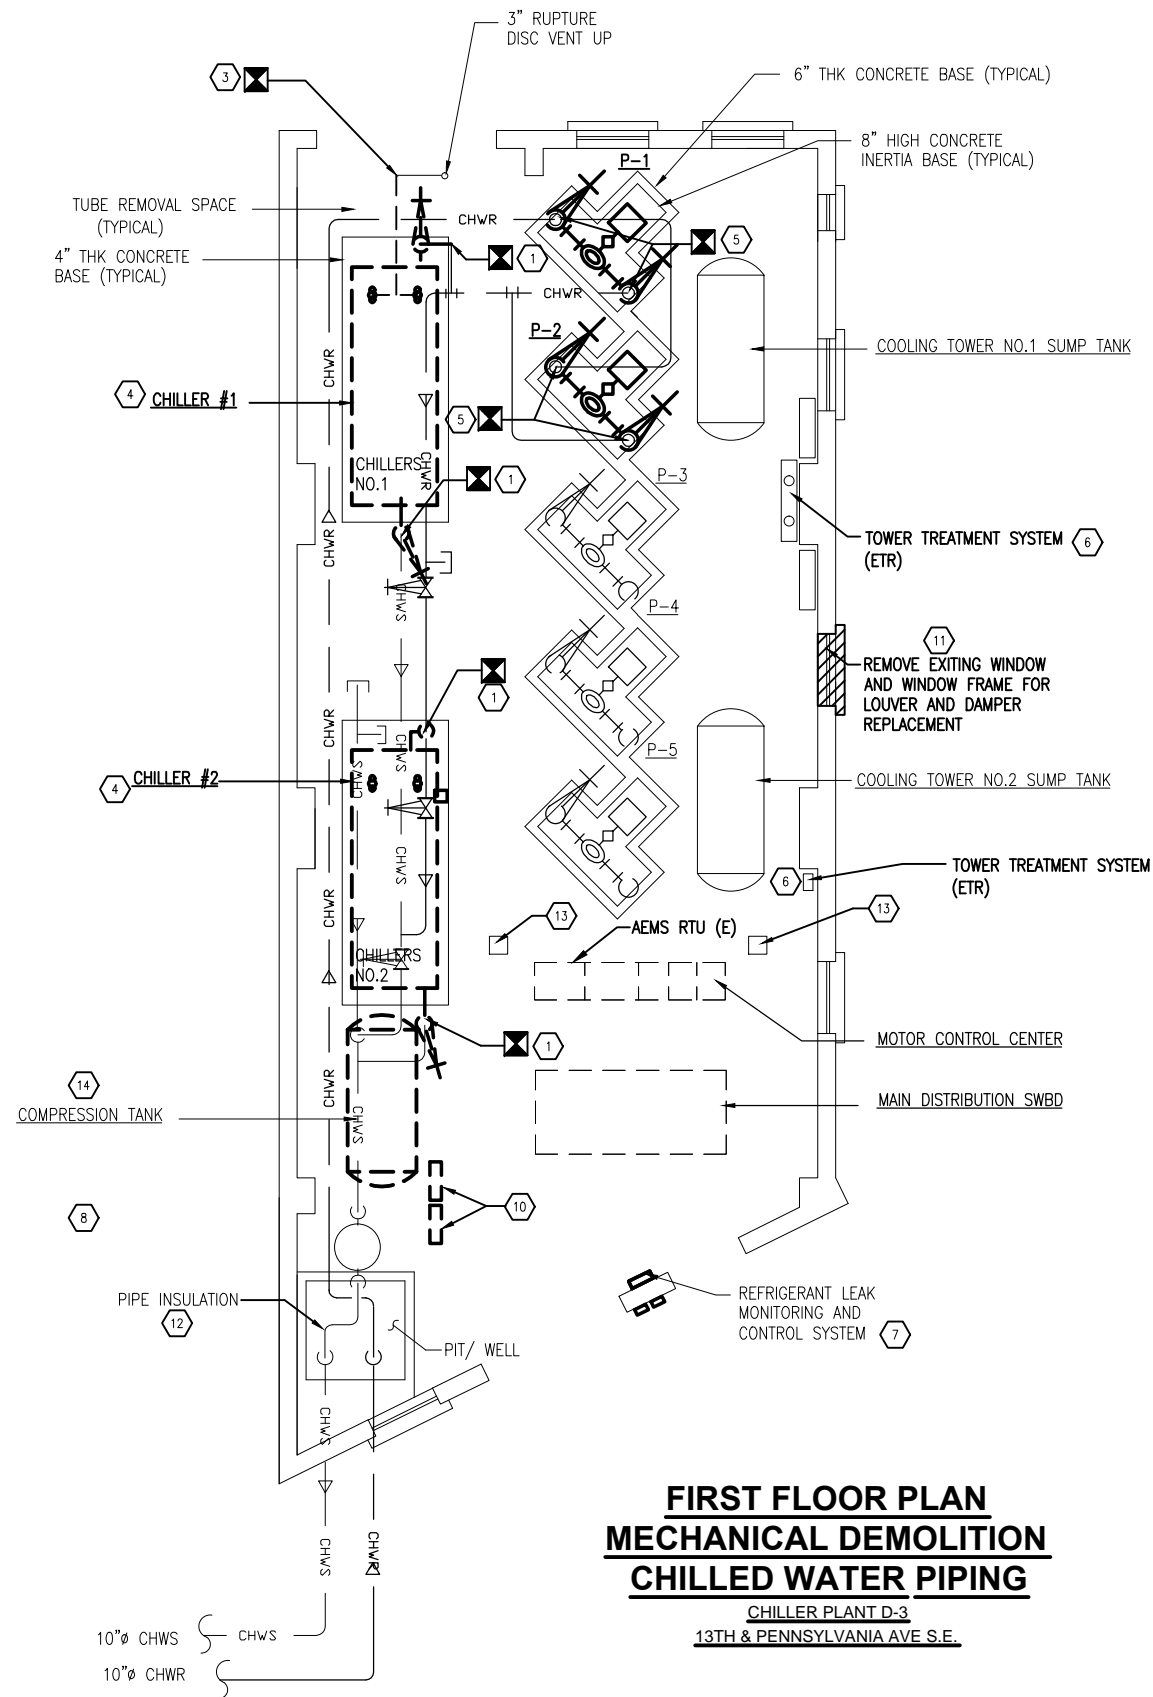 3" RUPTURE
DISC VENT UP
3
6" THK CONCRETE BASE (TYPICAL)
8" HIGH CONCRETE
INERTIA BASE (TYPICAL)
P-1
TUBE REMOVAL SPACE
(TYPICAL)
CHWR
5
4" THK CONCRETE
BASE (TYPICAL)
1
CHWR
P-2
COOLING TOWER NO.1 SUMP TANK
CHWR
4
CHILLER #1
5
CHILLERS
NO.1
CHWR
1
P-3
TOWER TREATMENT SYSTEM
(ETR)
6
CHWR
CHWS
P-4
11
REMOVE EXITING WINDOW
AND WINDOW FRAME FOR
LOUVER AND DAMPER
REPLACEMENT
1
CHWR
CHWS
CHWS
P-5
4
CHILLER #2
COOLING TOWER NO.2 SUMP TANK
CHWS
TOWER TREATMENT SYSTEM
(ETR)
6
CHWR
13
13
AEMS RTU (E)
CHILLERS
NO.2
MOTOR CONTROL CENTER
1
14
COMPRESSION TANK
CHWR
CHWS
MAIN DISTRIBUTION SWBD
8
10
PIPE INSULATION
12
REFRIGERANT LEAK
MONITORING AND
CONTROL SYSTEM
7
PIT/ WELL
CHWS
CHWS
CHWR
FIRST FLOOR PLAN
MECHANICAL DEMOLITION
CHILLED WATER PIPING
CHILLER PLANT D-3
13TH & PENNSYLVANIA AVE S.E.
10"ø CHWS
CHWS
10"ø CHWR